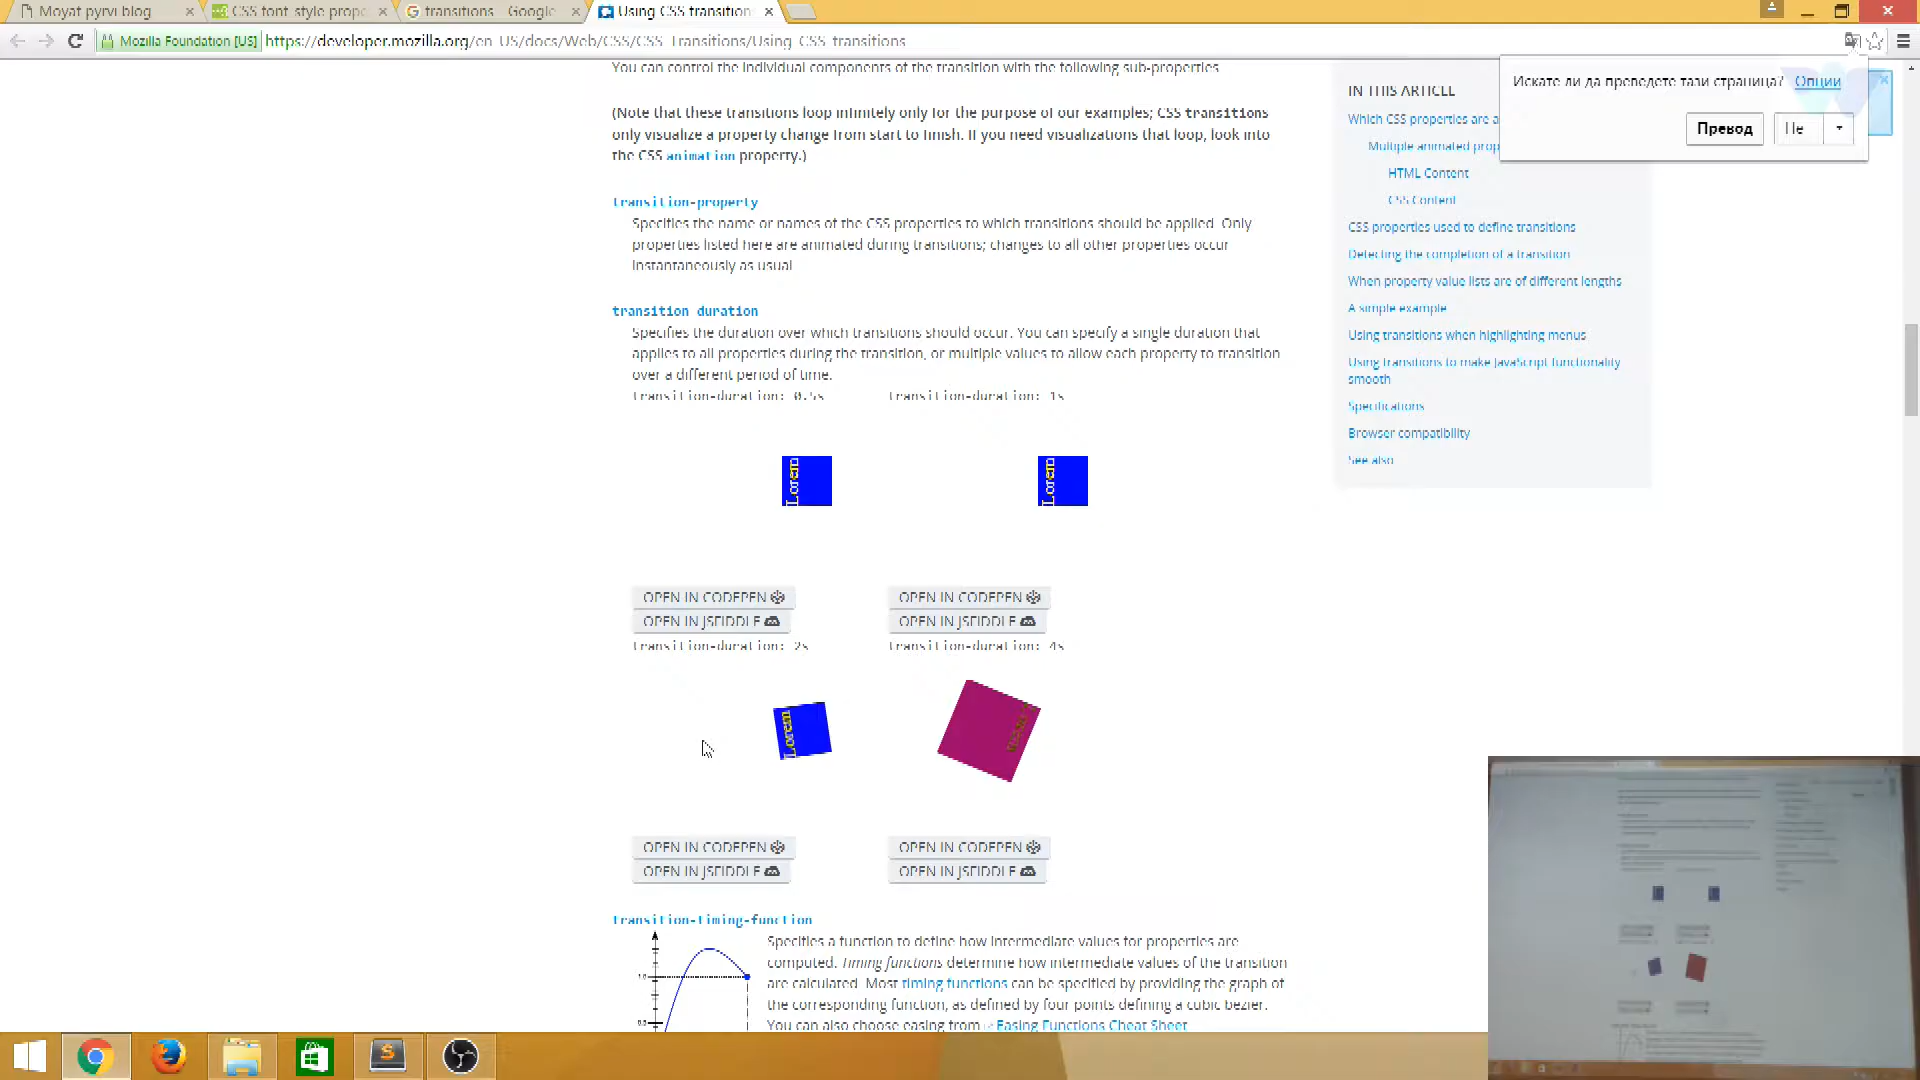 Moyat pyrvi blog
CSS font-style prope
transitions - Google
Using CSS transition
Mozilla Foundation [US]
https://developer.mozilla.org/en-US/docs/Web/CSS/CSS_Transitions/Using_CSS_transitions
You can control the individual components of the transition with the following sub-properties
(Note that these transitions loop infinitely only for the purpose of our examples; CSS transitions
only visualize a property change from start to finish. If you need visualizations that loop, look into
the CSS animation property.)
transition-property
Specifies the name or names of the CSS properties to which transitions should be applied. Only
properties listed here are animated during transitions; changes to all other properties occur
instantaneously as usual
transition-duration
Specifies the duration over which transitions should occur. You can specify a single duration that
applies to all properties during the transition, or multiple values to allow each property to transition
over a different period of time.
transition-duration: 0.5s
transition-duration: 1s
Lorem
Lorem
OPEN IN CODEPEN
OPEN IN CODEPEN
OPEN IN JSFIDDLE
OPEN IN JSFIDDLE
transition-duration: 2s
transition-duration: 4s
Lorem
OPEN IN CODEPEN
OPEN IN CODEPEN
OPEN IN JSFIDDLE
OPEN IN JSFIDDLE
transition-timing-function
1.0
0.5
Specifies a function to define how intermediate values for properties are
computed. Timing functions determine how intermediate values of the transition
are calculated. Most timing functions can be specified by providing the graph of
the corresponding function, as defined by four points defining a cubic bezier.
You can also choose easing from Easing Functions Cheat Sheet
IN THIS ARTICLE
Which CSS properties are a
Multiple animated prop
HTML Content
CSS Content
CSS properties used to define transitions
Detecting the completion of a transition
When property value lists are of different lengths
A simple example
Using transitions when highlighting menus
Using transitions to make JavaScript functionality
smooth
Specifications
Browser compatibility
See also
Искате ли да преведете тази страница? Опции
Превод
Не